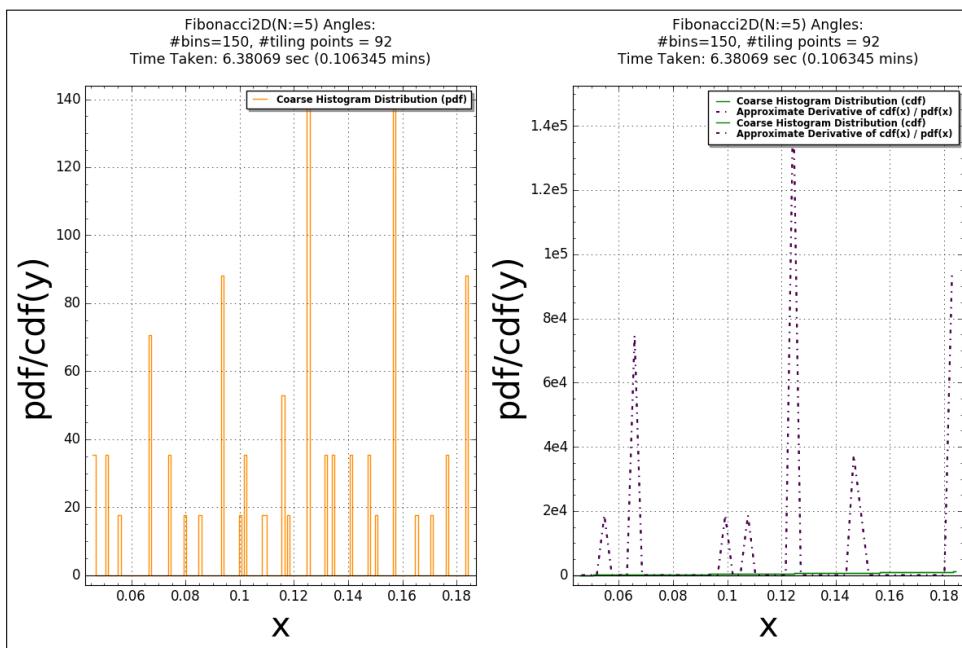 Fibonacci2D(N:=5) Angles:
#bins=150, #tiling points = 92
Time Taken: 6.38069 sec (0.106345 mins)
Coarse Histogram Distribution (pdf)
pdf/cdf(y)
140
120
100
80
60
40
20
0
0.06 0.08 0.1 0.12 0.14 0.16 0.18
x
Fibonacci2D(N:=5) Angles:
#bins=150, #tiling points = 92
Time Taken: 6.38069 sec (0.106345 mins)
Coarse Histogram Distribution (cdf)
Approximate Derivative of cdf(x) / pdf(x)
Coarse Histogram Distribution (cdf)
Approximate Derivative of cdf(x) / pdf(x)
pdf/cdf(y)
1.4e5
1.2e5
1e5
8e4
6e4
4e4
2e4
0
0.06 0.08 0.1 0.12 0.14 0.16 0.18
x